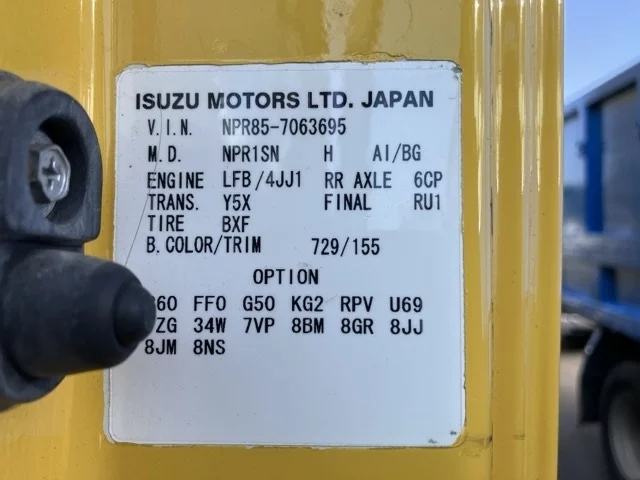 ISUZU MOTORS LTD. JAPAN
V.I.N. NPR85-7063695
M.D. NPR1SN H AI/BG
ENGINE LFB/4JJ1 RR AXLE 6CP
TRANS. Y5X FINAL RU1
TIRE BXF
B.COLOR/TRIM 729/155
OPTION
FF0 G50 KG2 RPV U69
34W 7VP 8BM 8GR 8JJ
8JM 8NS